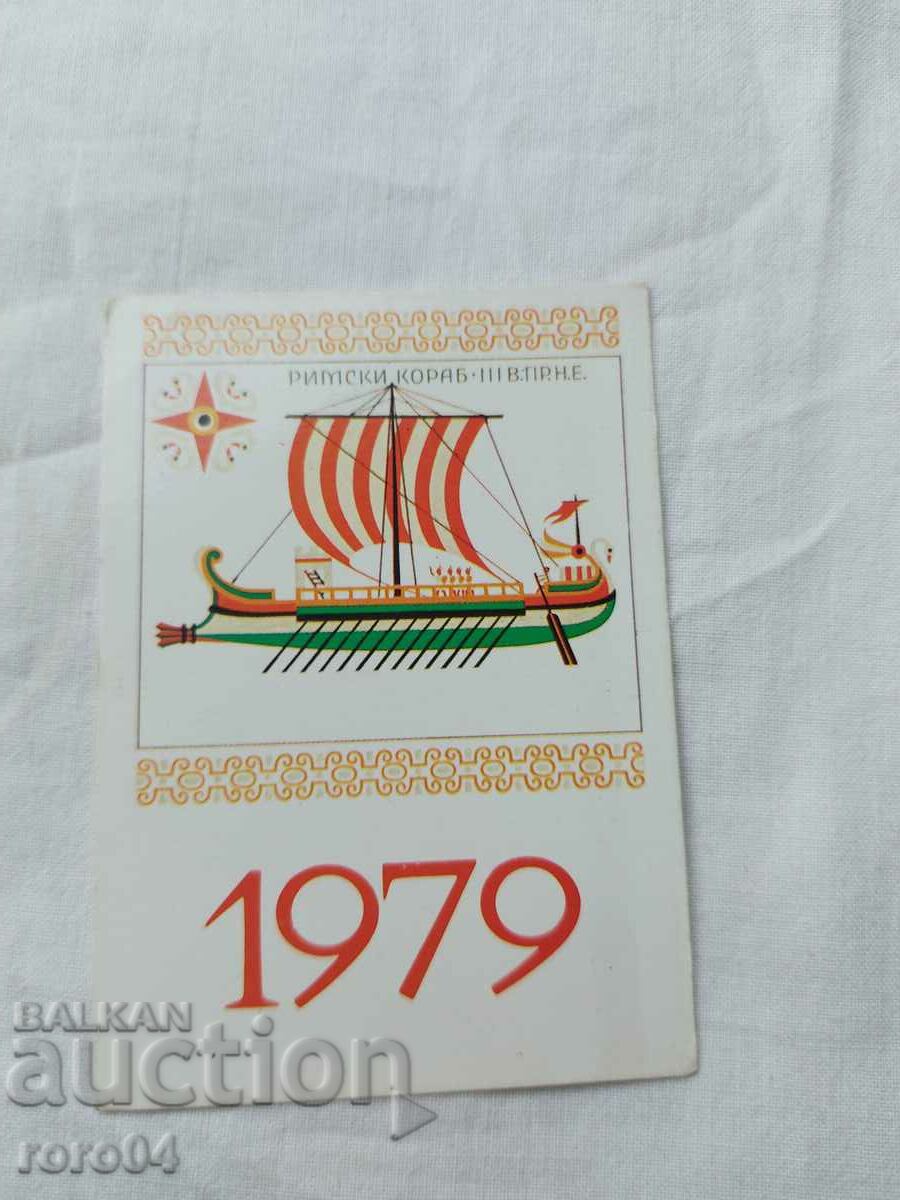 РИМСКИ КОРАБ · III В.ПР.Н.Е.
1979
BALKAN
auction
roro04